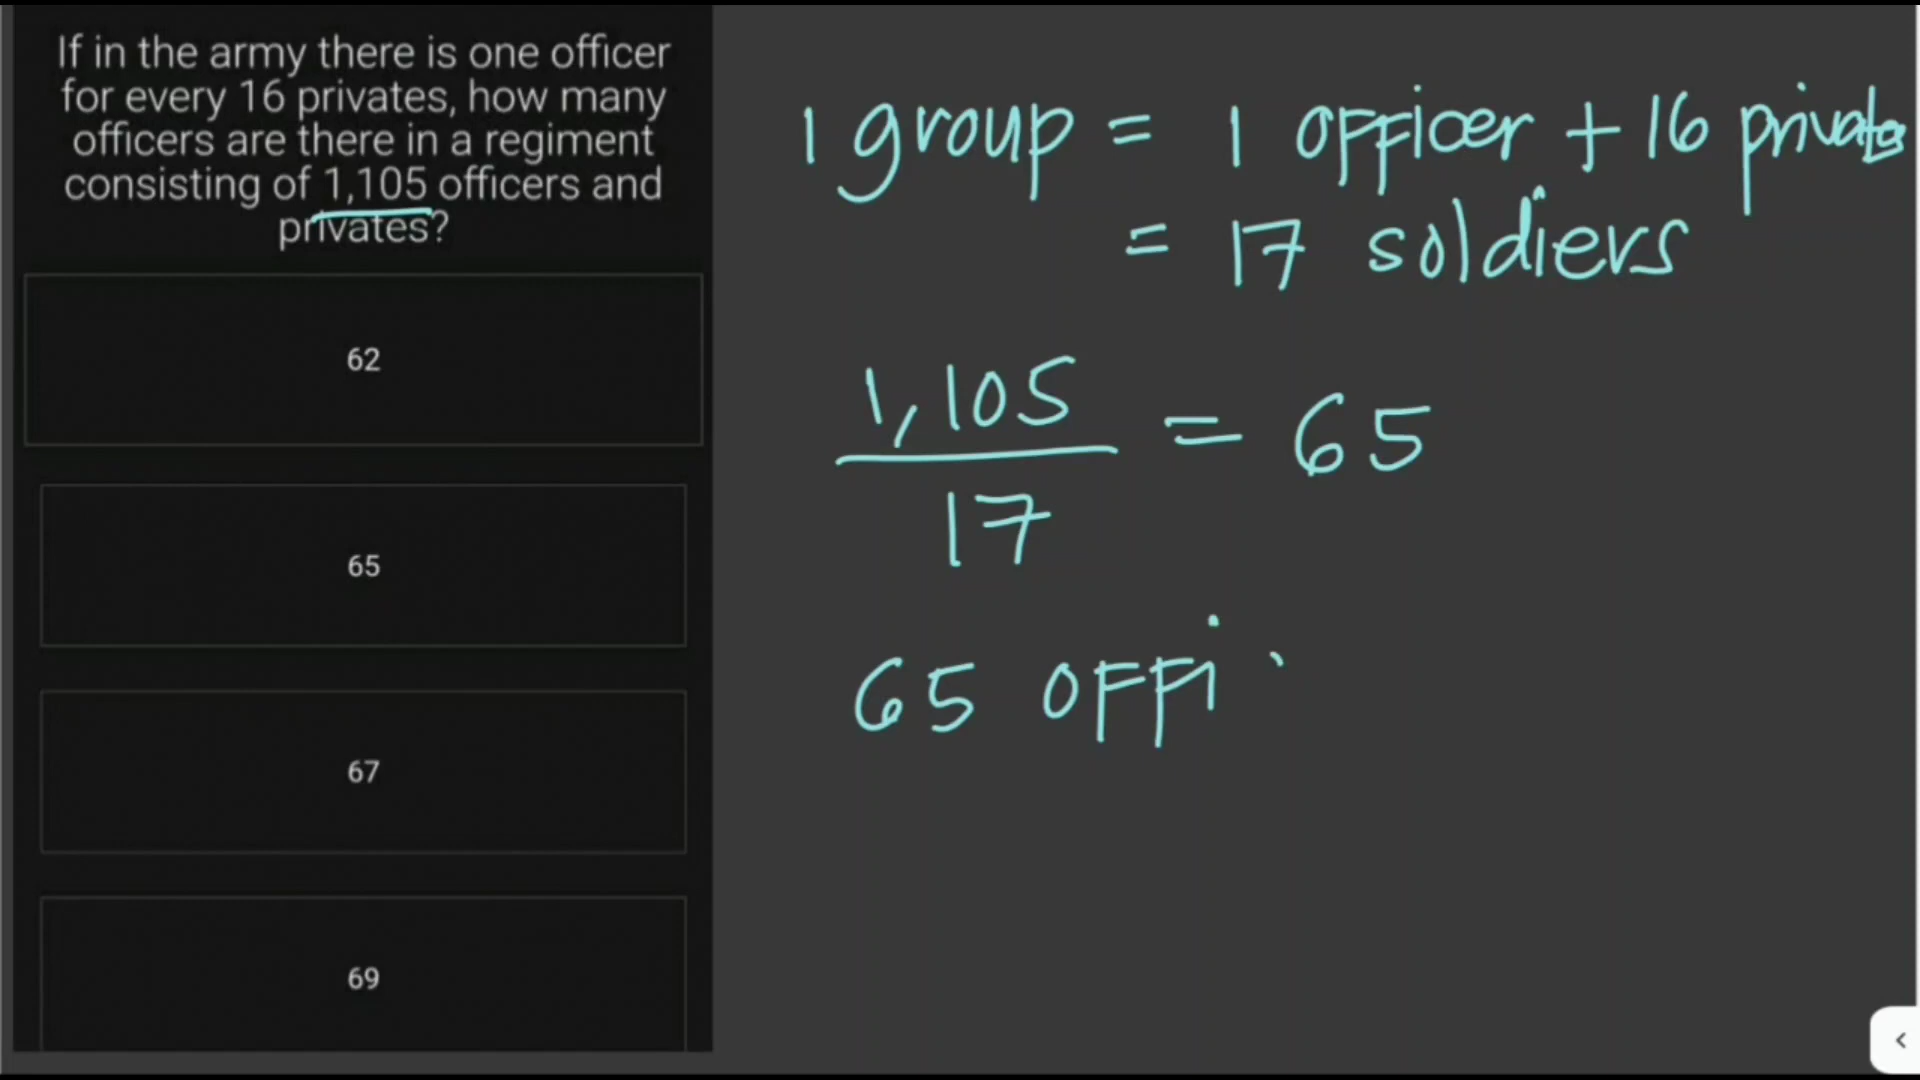 If in the army there is one officer
for every 16 privates, how many
officers are there in a regiment
consisting of 1,105 officers and
privates?
62
65
67
69
1 group = 1 officer + 16 privates
= 17 soldiers
1,105
17
= 65
65 offi